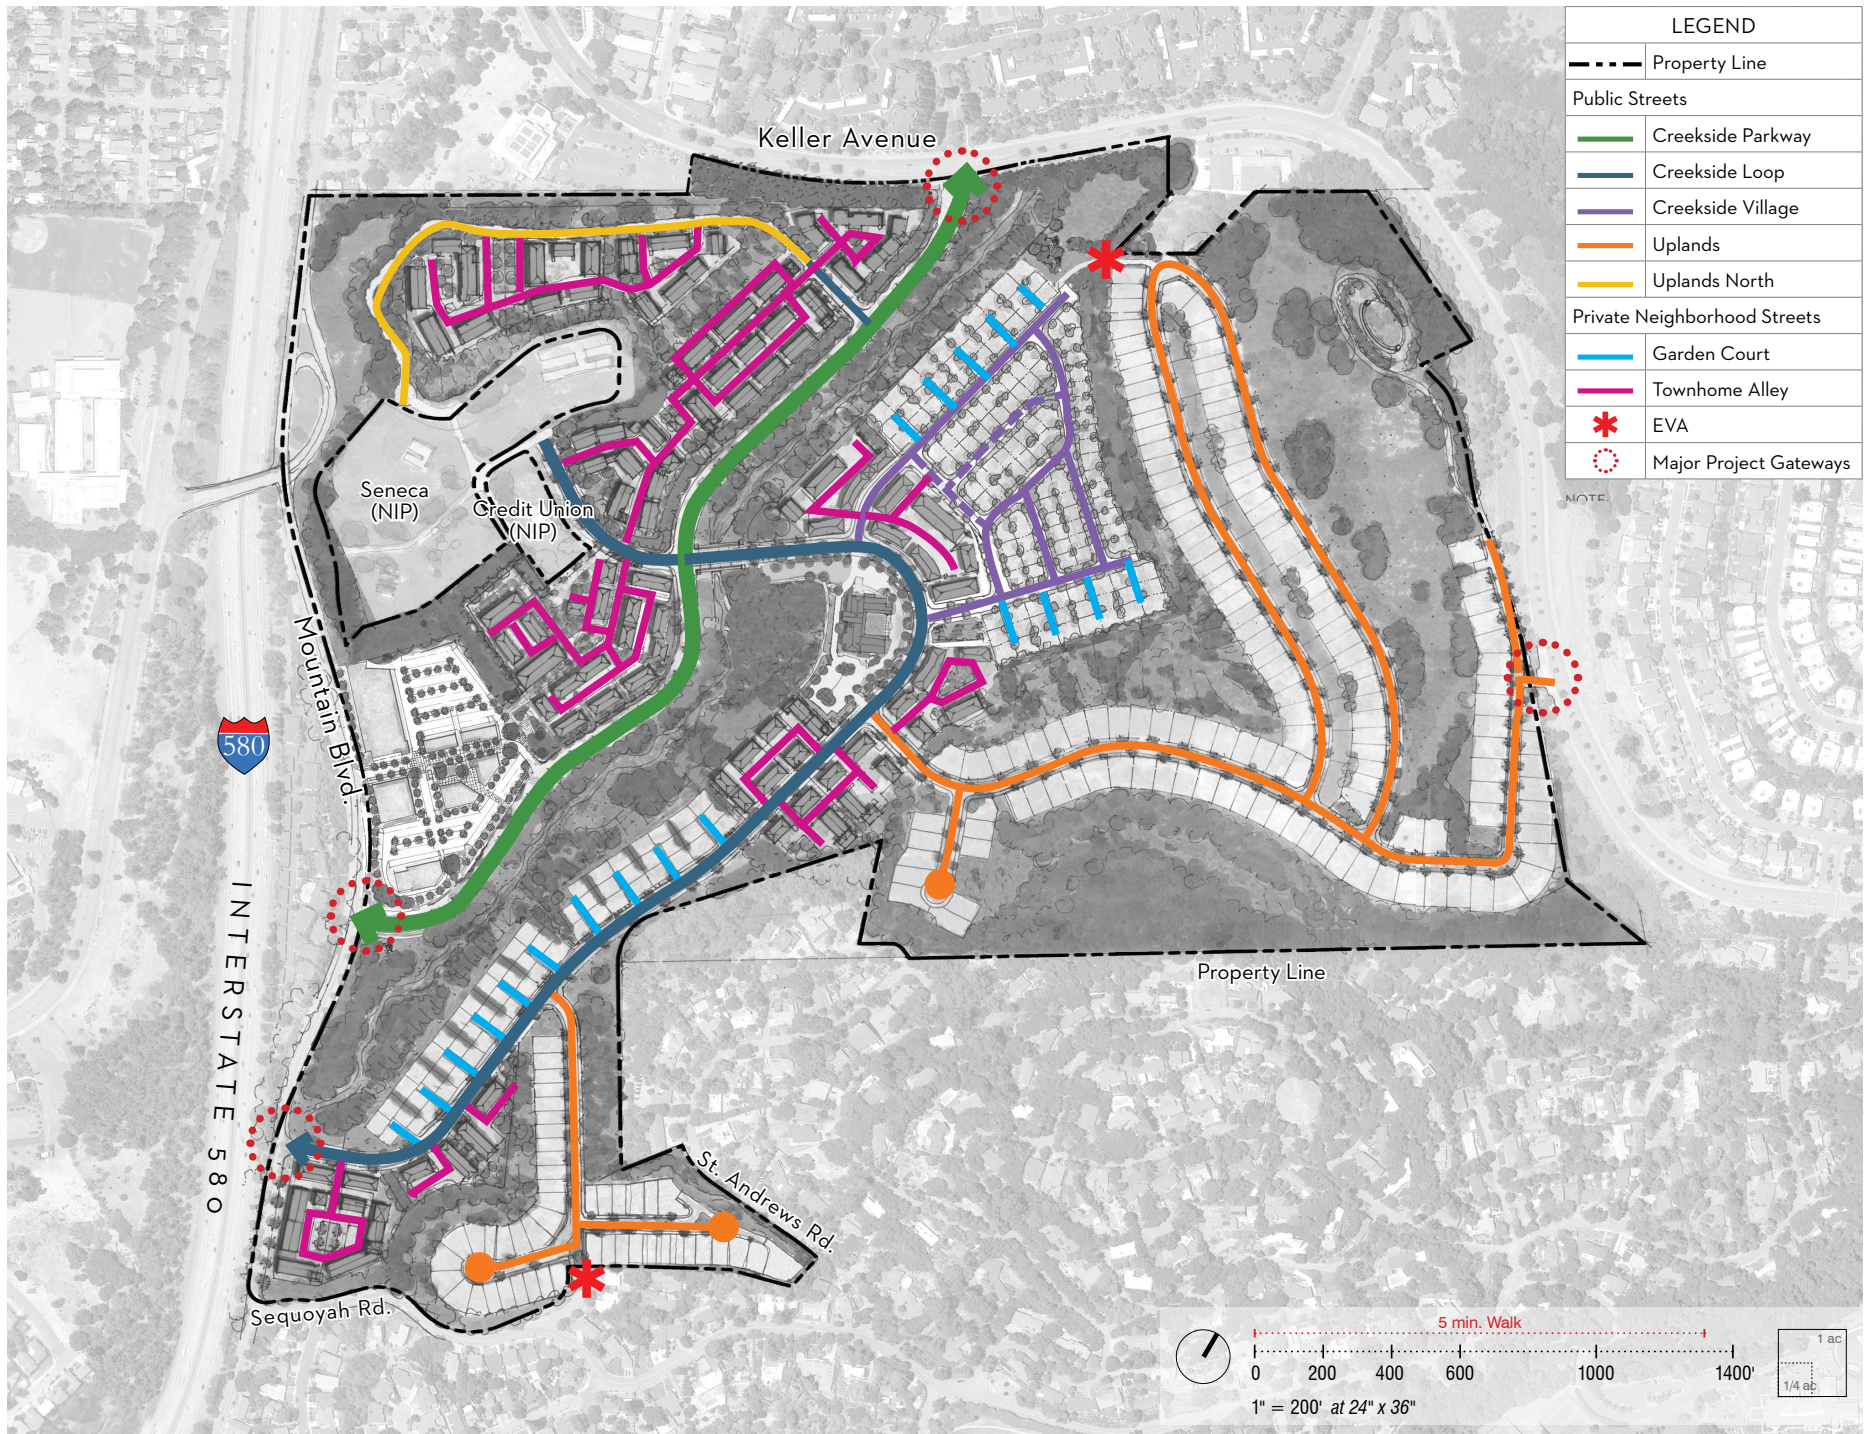 LEGEND
Property Line
Public Streets
Creekside Parkway
Creekside Loop
Creekside Village
Uplands
Uplands North
Private Neighborhood Streets
Garden Court
Townhome Alley
EVA
Major Project Gateways
NOTE:
Keller Avenue
Seneca
(NIP)
Credit Union
(NIP)
Mountain Blvd.
580
INTERSTATE 580
Property Line
St. Andrews Rd.
Sequoyah Rd.
5 min. Walk
0 200 400 600 1000 1400'
1" = 200' at 24" x 36"
1 ac
1/4 ac